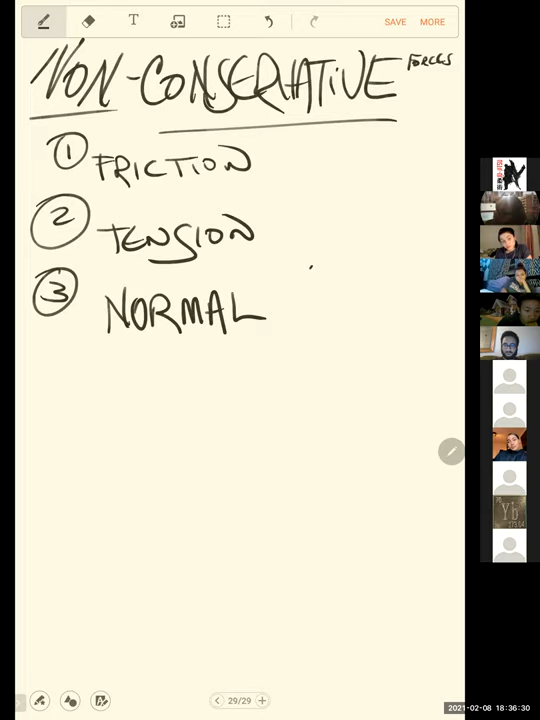 SAVE MORE
NON-CONSERVATIVE FORCES
1 FRICTION
2 TENSION
3 NORMAL
Yb
29/29
2021-02-08 18:36:30